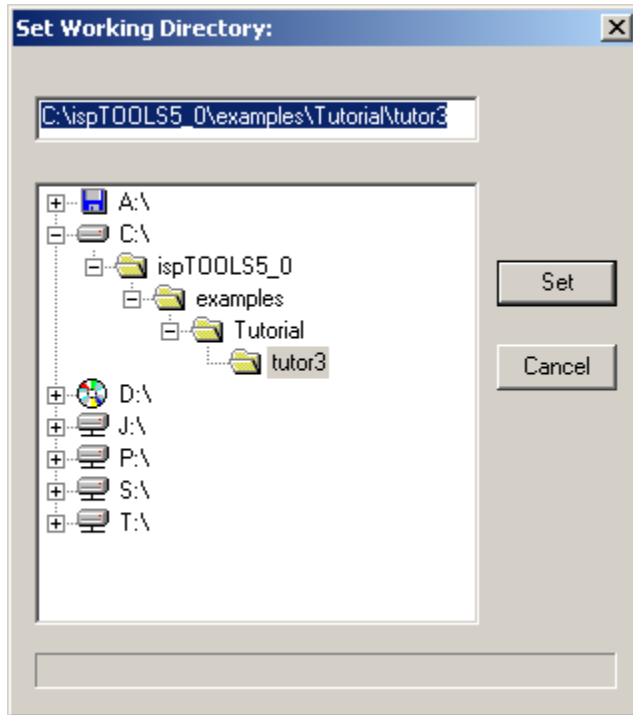 Set Working Directory:
C:\ispTOOLS5_0\examples\Tutorial\tutor3
A:\
C:\
ispTOOLS5_0
examples
Tutorial
tutor3
D:\
J:\
P:\
S:\
T:\
Set
Cancel